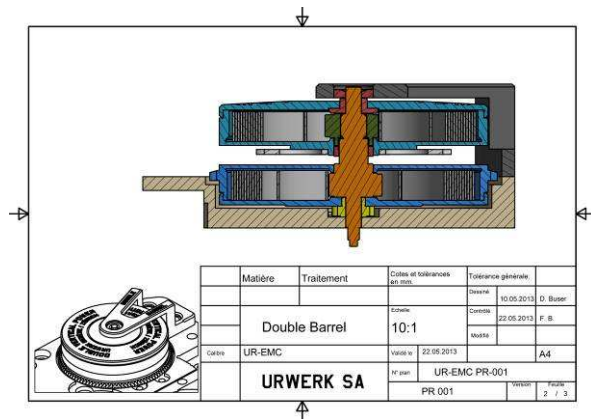 Matière
Traitement
Cotes et tolérances
en mm.
Tolérance générale:
Dessiné
10.05.2013
D. Buser
Double Barrel
Echelle
10:1
Contrôlé
22.05.2013
F. B.
Modifié
Calibre
UR-EMC
Validé le
22.05.2013
A4
URWERK SA
N° plan
UR-EMC PR-001
PR 001
Version
Feuille
2 / 3